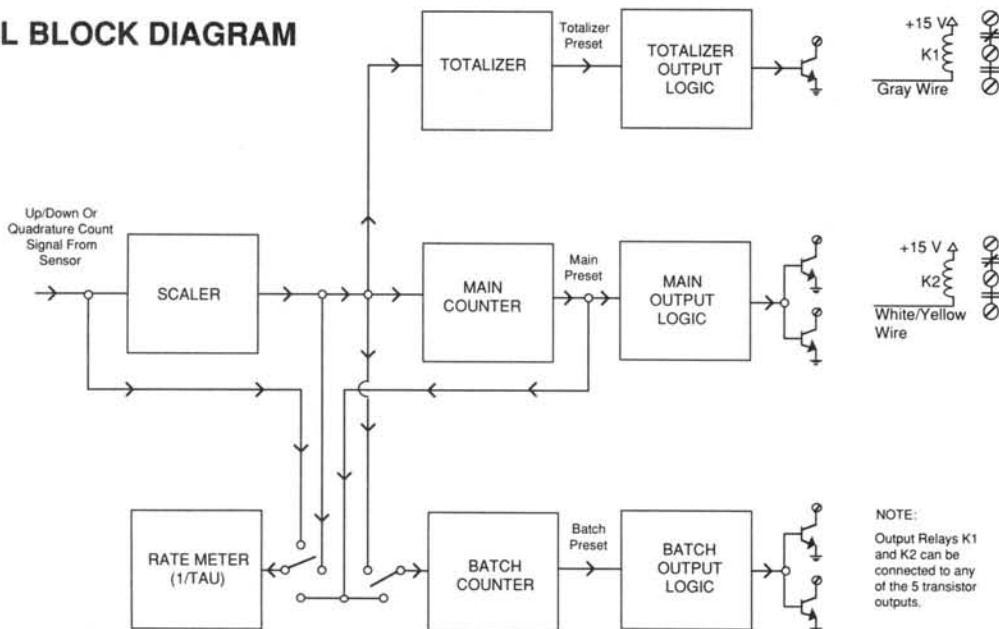 L BLOCK DIAGRAM
TOTALIZER
Totalizer
Preset
TOTALIZER
OUTPUT
LOGIC
+15 V
K1
Gray Wire
Up/Down Or
Quadrature Count
Signal From
Sensor
SCALER
MAIN
COUNTER
Main
Preset
MAIN
OUTPUT
LOGIC
+15 V
K2
White/Yellow
Wire
RATE METER
(1/TAU)
BATCH
COUNTER
Batch
Preset
BATCH
OUTPUT
LOGIC
NOTE:
Output Relays K1
and K2 can be
connected to any
of the 5 transistor
outputs.